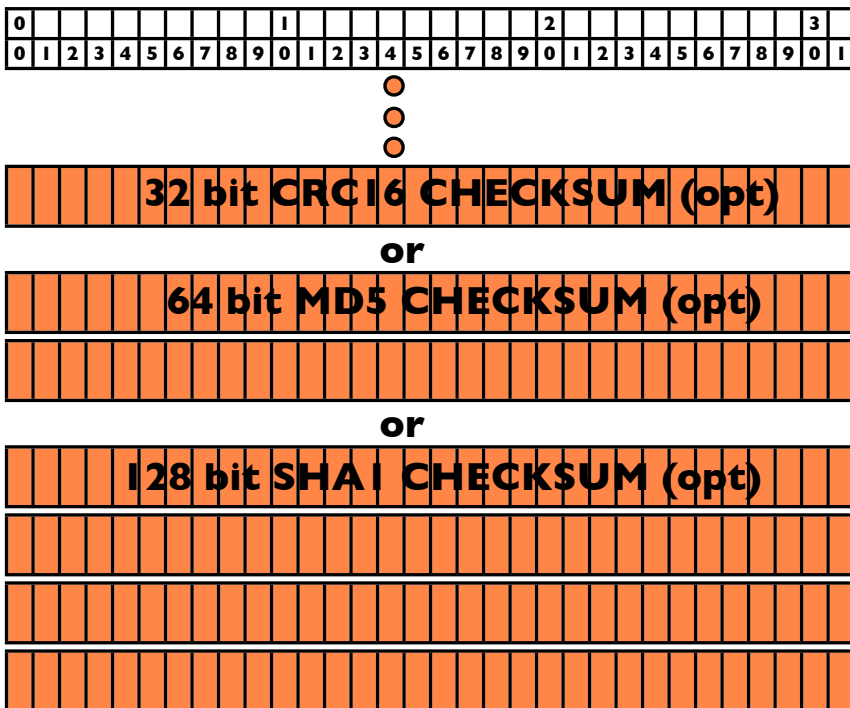 0 1 2 3
0 1 2 3 4 5 6 7 8 9 0 1 2 3 4 5 6 7 8 9 0 1 2 3 4 5 6 7 8 9 0 1
32 bit CRC16 CHECKSUM (opt)
or
64 bit MD5 CHECKSUM (opt)
or
128 bit SHA1 CHECKSUM (opt)